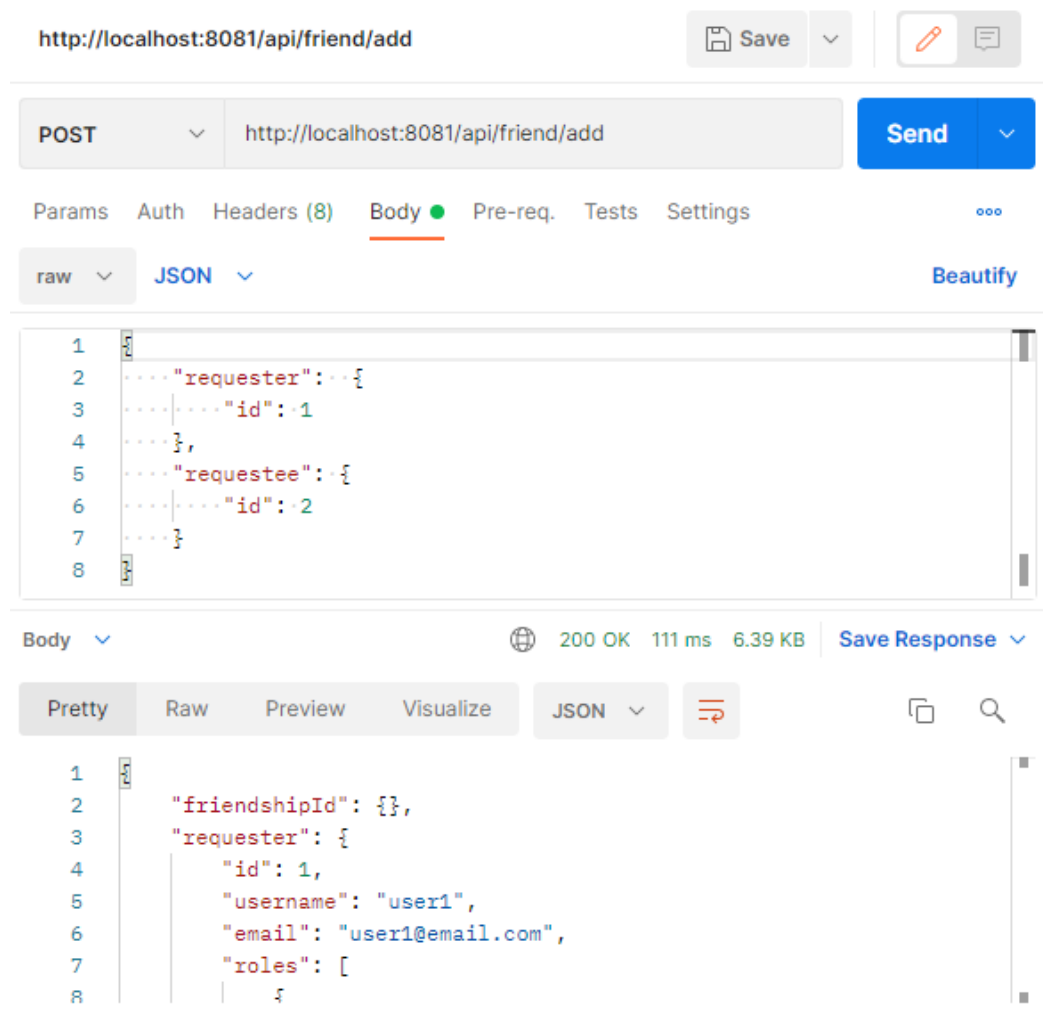 http://localhost:8081/api/friend/add Save
POST http://localhost:8081/api/friend/add Send
Params Auth Headers (8) Body Pre-req. Tests Settings
raw JSON Beautify
1 {
2 "requester": {
3 "id": 1
4 },
5 "requestee": {
6 "id": 2
7 }
8 }
Body 200 OK 111 ms 6.39 KB Save Response
Pretty Raw Preview Visualize JSON
1 {
2 "friendshipId": {},
3 "requester": {
4 "id": 1,
5 "username": "user1",
6 "email": "user1@email.com",
7 "roles": [
8 {